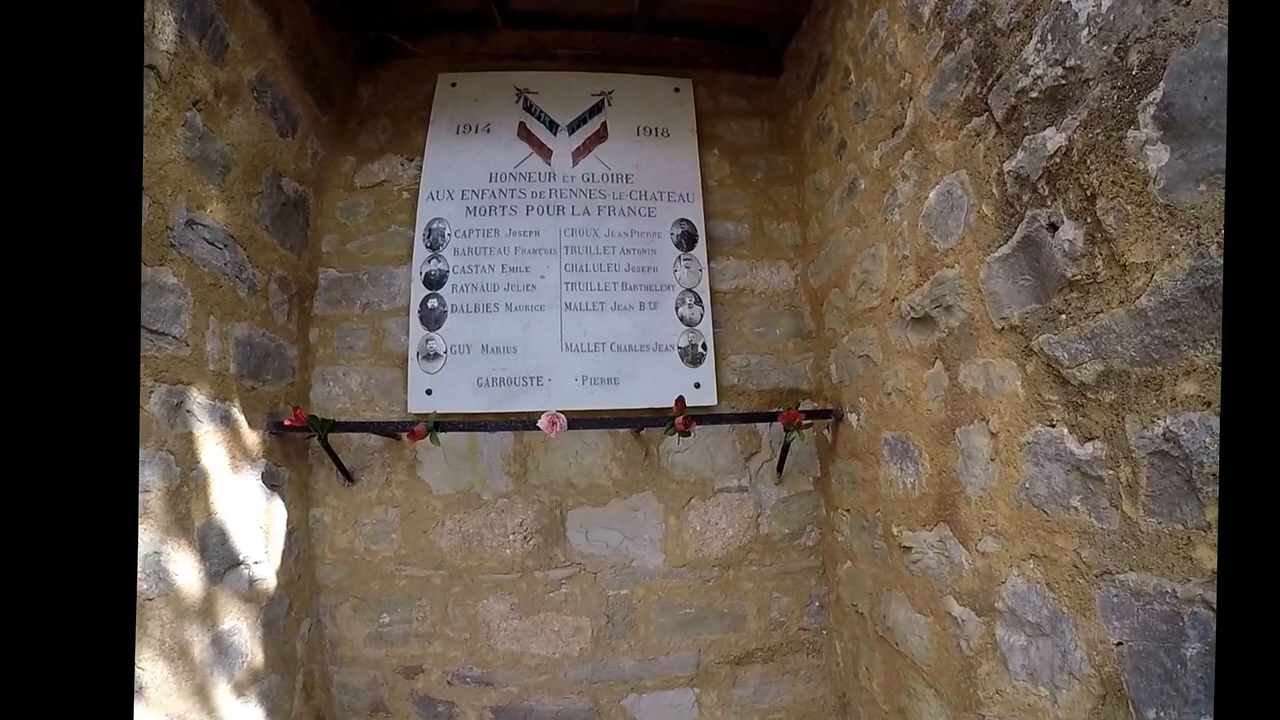 1914 1918
HONNEUR ET GLOIRE
AUX ENFANTS DE RENNES-LE-CHATEAU
MORTS POUR LA FRANCE
CAPTIER JOSEPH
BARUTEAU FRANÇOIS
CASTAN EMILE
RAYNAUD JULIEN
DALBIES MAURICE
GUY MARIUS
CROUX JEAN PIERRE
TRUILLET ANTONIN
CHALULEU JOSEPH
TRUILLET BARTHELEMY
MALLET JEAN BTE
MALLET CHARLES JEAN
GARROUSTE · · PIERRE